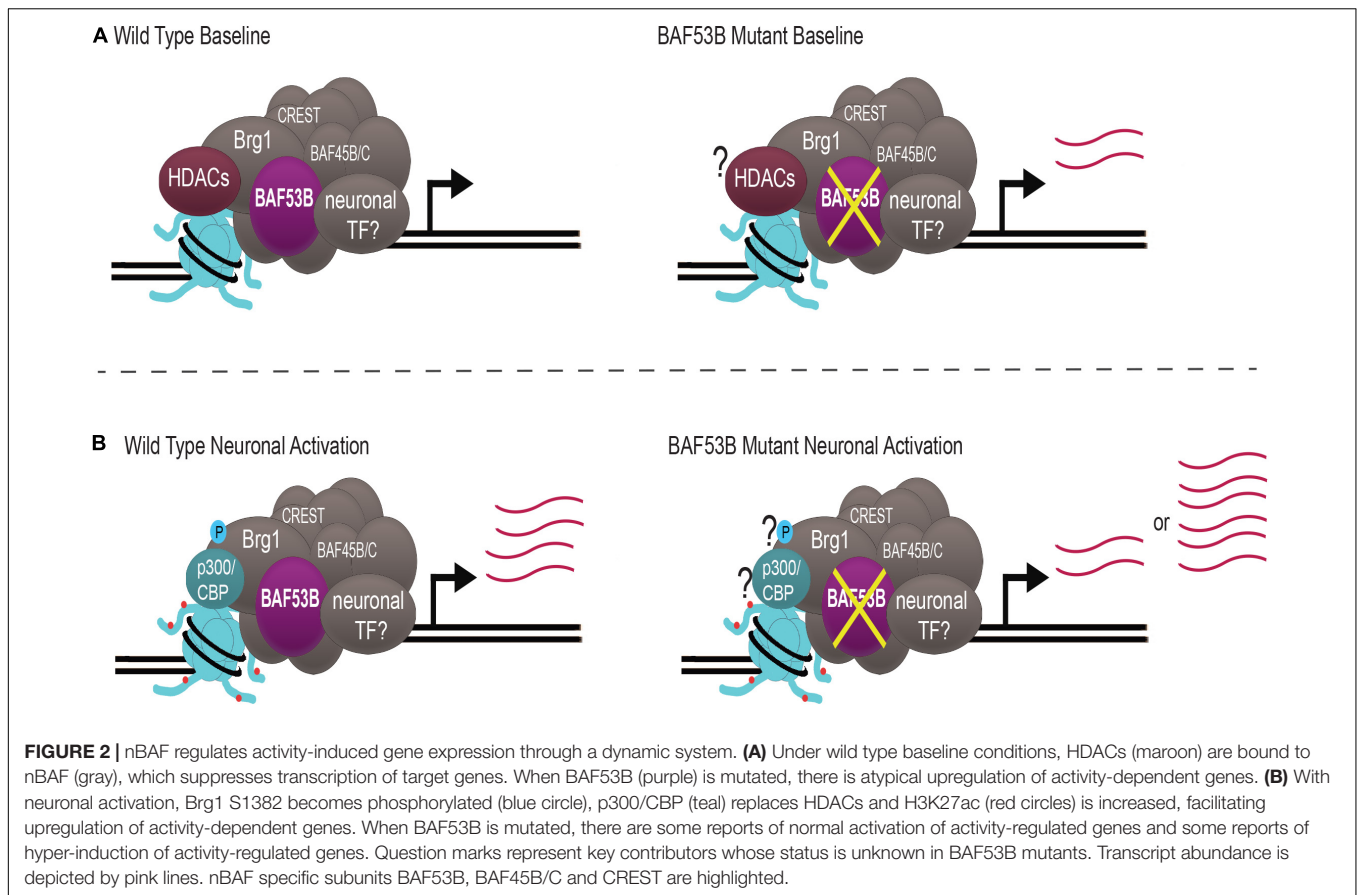 A Wild Type Baseline
BAF53B Mutant Baseline
CREST
Brg1
BAF45B/C
HDACs
BAF53B
neuronal
TF?
CREST
Brg1
BAF45B/C
?
HDACs
BAF53B
neuronal
TF?
B Wild Type Neuronal Activation
BAF53B Mutant Neuronal Activation
CREST
P
Brg1
BAF45B/C
p300/
CBP
BAF53B
neuronal
TF?
CREST
?
P
Brg1
BAF45B/C
?
p300/
CBP
BAF53B
neuronal
TF?
or
FIGURE 2 | nBAF regulates activity-induced gene expression through a dynamic system. (A) Under wild type baseline conditions, HDACs (maroon) are bound to
nBAF (gray), which suppresses transcription of target genes. When BAF53B (purple) is mutated, there is atypical upregulation of activity-dependent genes. (B) With
neuronal activation, Brg1 S1382 becomes phosphorylated (blue circle), p300/CBP (teal) replaces HDACs and H3K27ac (red circles) is increased, facilitating
upregulation of activity-dependent genes. When BAF53B is mutated, there are some reports of normal activation of activity-regulated genes and some reports of
hyper-induction of activity-regulated genes. Question marks represent key contributors whose status is unknown in BAF53B mutants. Transcript abundance is
depicted by pink lines. nBAF specific subunits BAF53B, BAF45B/C and CREST are highlighted.